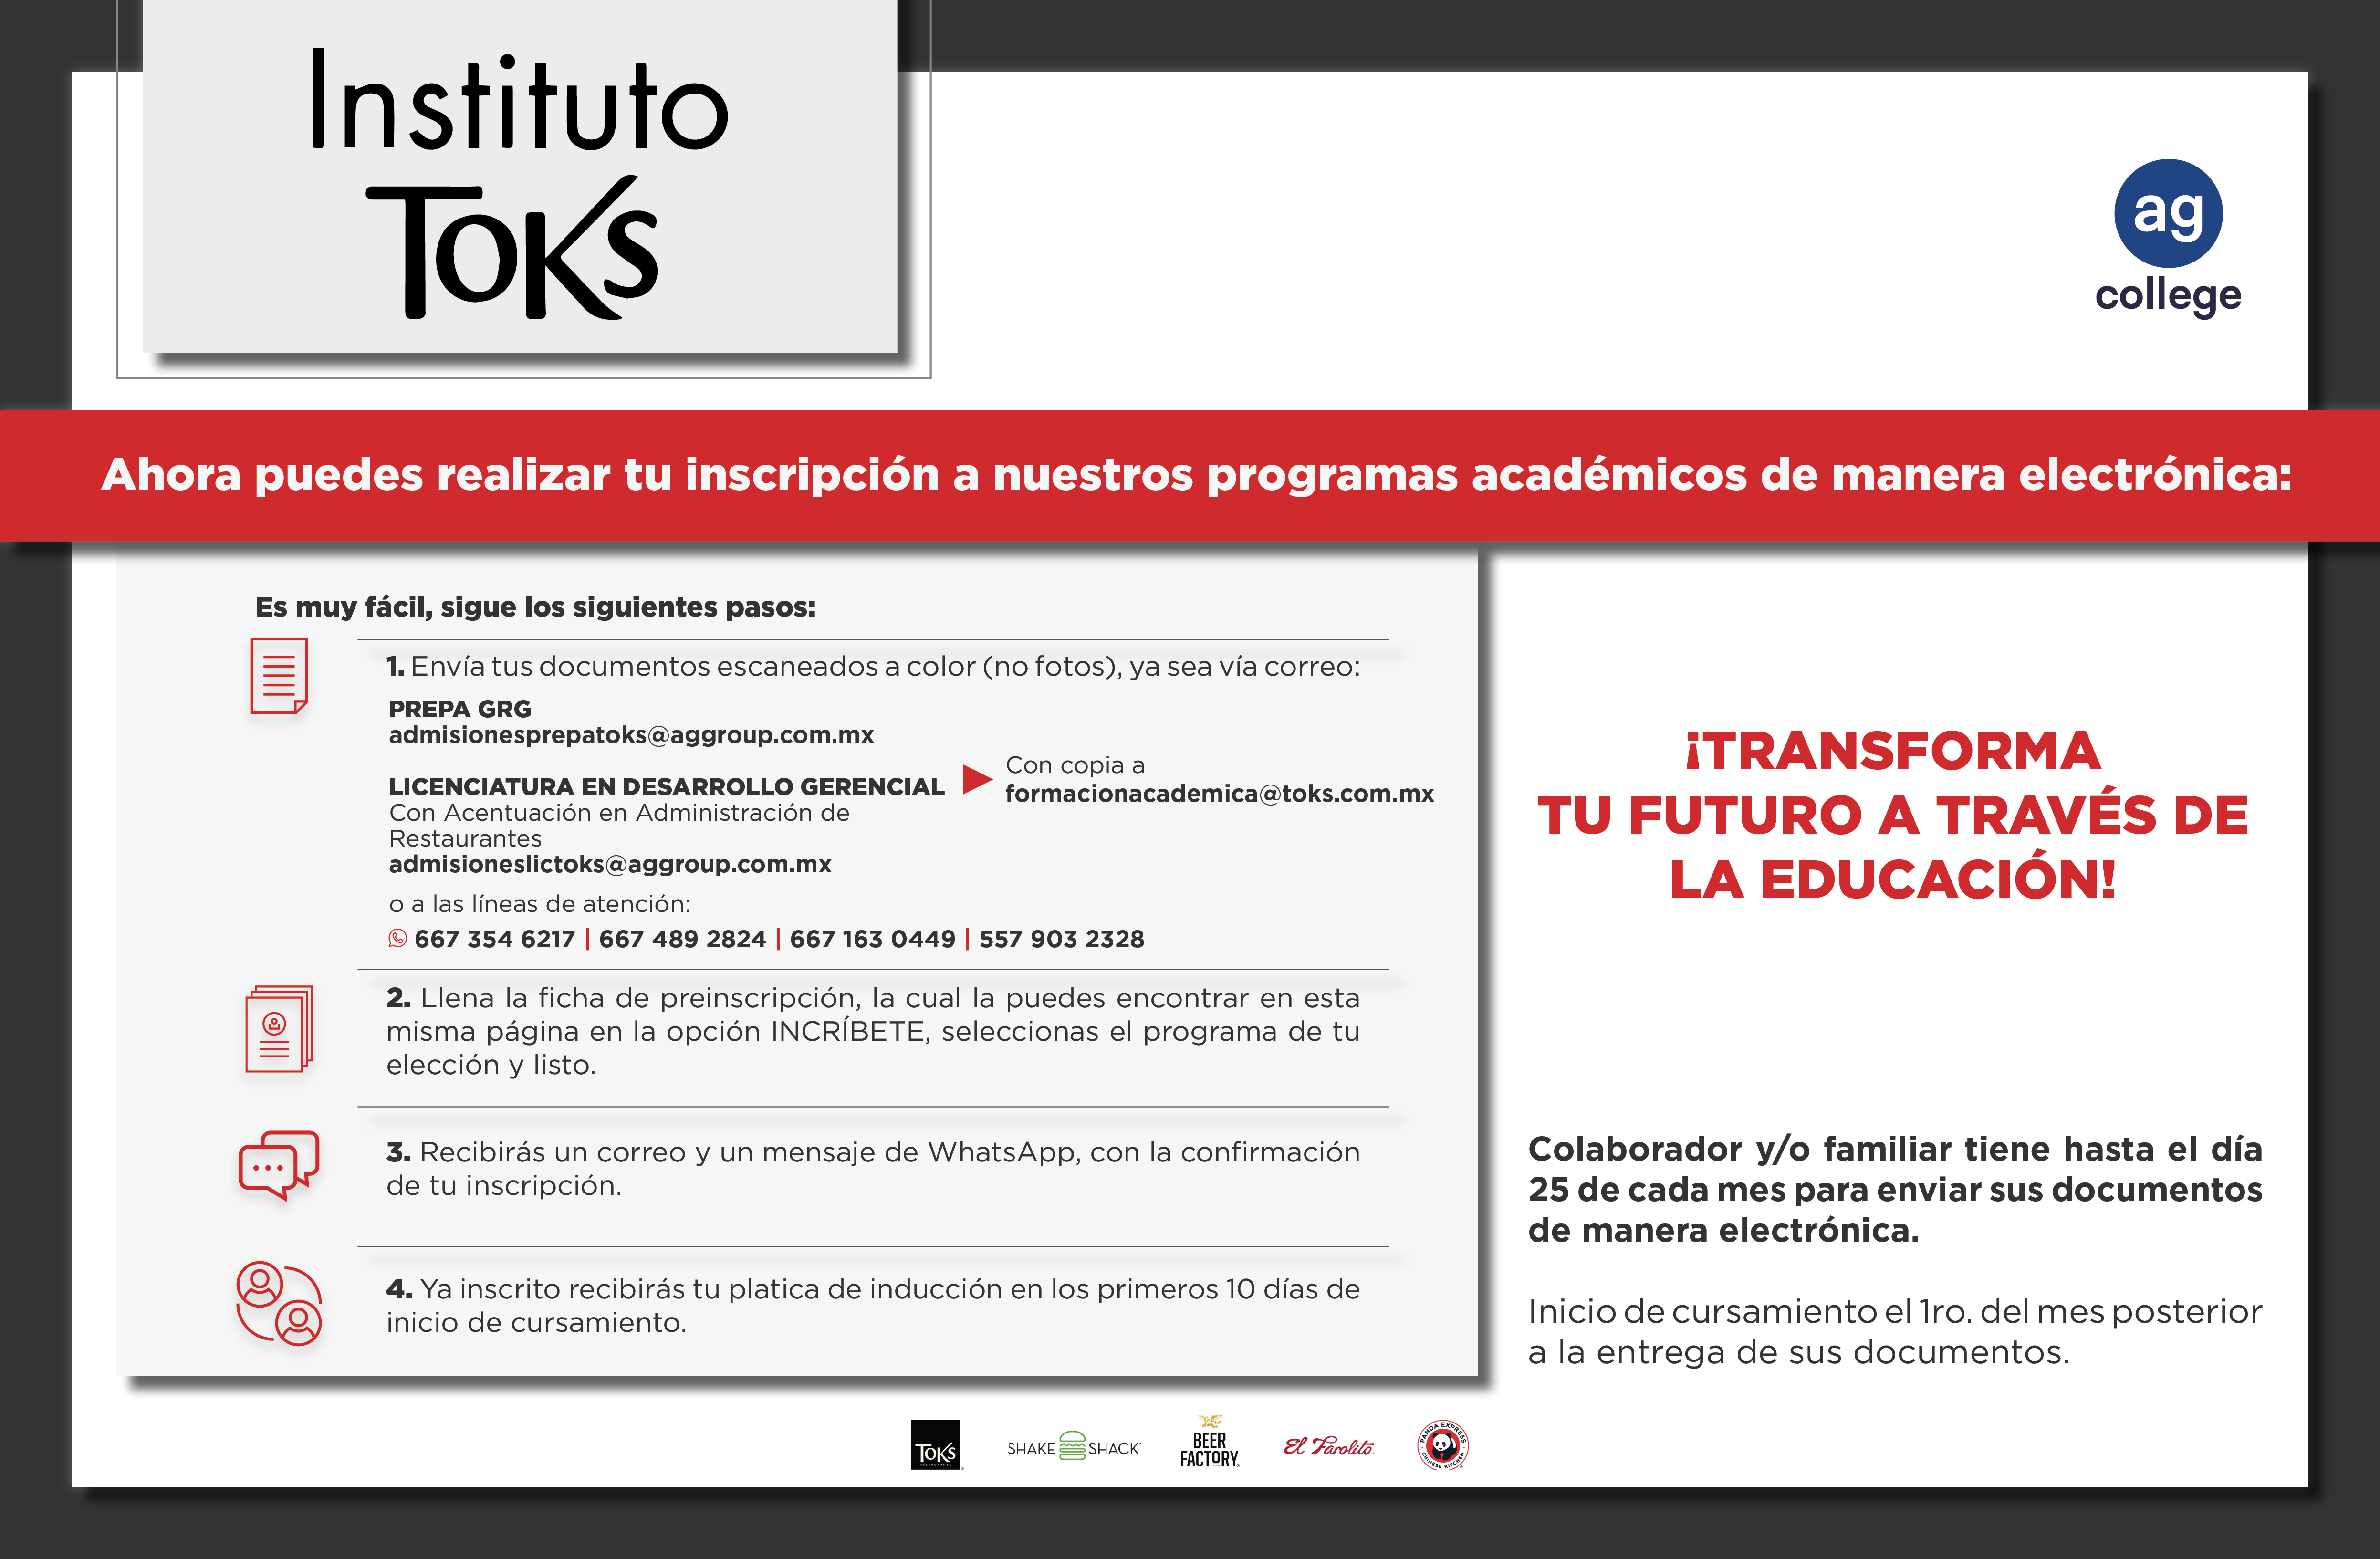 Instituto
TOKS
ag
college
Ahora puedes realizar tu inscripción a nuestros programas académicos de manera electrónica:
Es muy fácil, sigue los siguientes pasos:
1. Envía tus documentos escaneados a color (no fotos), ya sea vía correo:
PREPA GRG
admisionesprepatoks@aggroup.com.mx
LICENCIATURA EN DESARROLLO GERENCIAL
Con Acentuación en Administración de
Restaurantes
admisioneslictoks@aggroup.com.mx
Con copia a
formacionacademica@toks.com.mx
o a las líneas de atención:
667 354 6217 | 667 489 2824 | 667 163 0449 | 557 903 2328
2. Llena la ficha de preinscripción, la cual la puedes encontrar en esta
misma página en la opción INCRÍBETE, seleccionas el programa de tu
elección y listo.
3. Recibirás un correo y un mensaje de WhatsApp, con la confirmación
de tu inscripción.
4. Ya inscrito recibirás tu platica de inducción en los primeros 10 días de
inicio de cursamiento.
¡TRANSFORMA
TU FUTURO A TRAVÉS DE
LA EDUCACIÓN!
Colaborador y/o familiar tiene hasta el día
25 de cada mes para enviar sus documentos
de manera electrónica.
Inicio de cursamiento el 1ro. del mes posterior
a la entrega de sus documentos.
TOKS
RESTAURANTE
SHAKE SHACK
BEER
FACTORY
El Farolito
PANDA EXPRESS
CHINESE KITCHEN